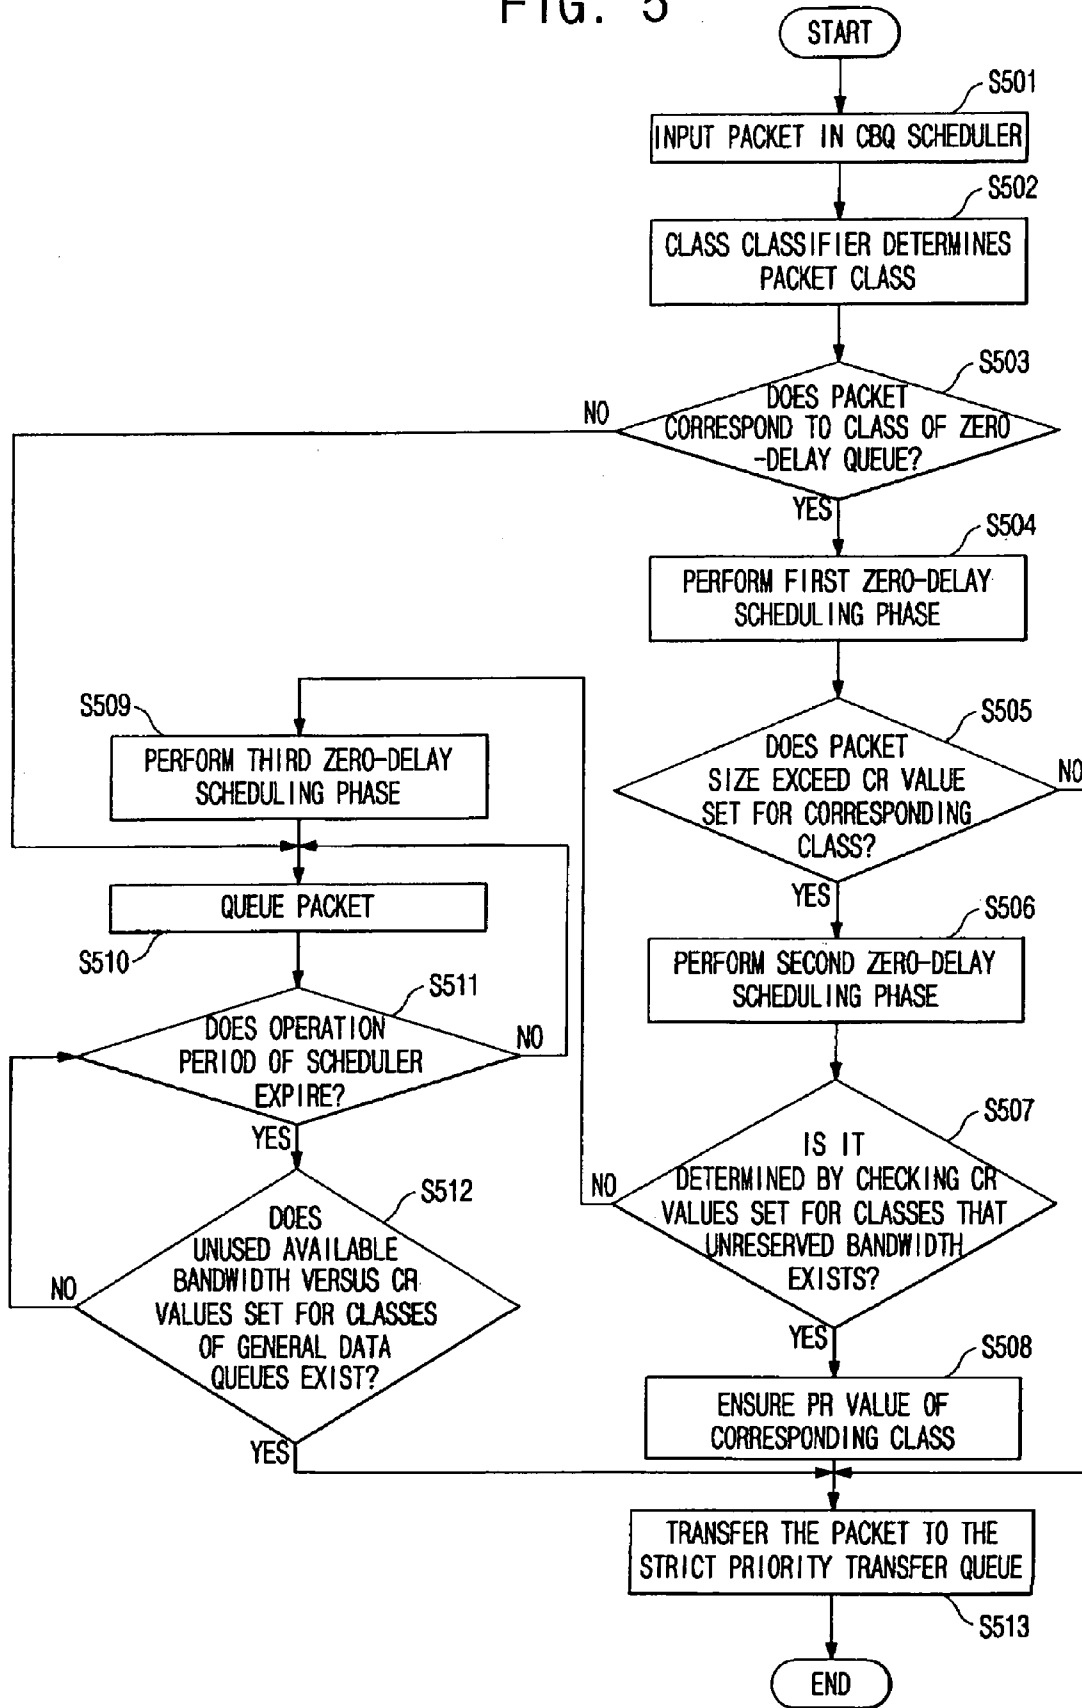 FIG. 5
START
S501
INPUT PACKET IN CBQ SCHEDULER
S502
CLASS CLASSIFIER DETERMINES
PACKET CLASS
S503
DOES PACKET
CORRESPOND TO CLASS OF ZERO
-DELAY QUEUE?
NO
YES
S504
PERFORM FIRST ZERO-DELAY
SCHEDULING PHASE
S505
DOES PACKET
SIZE EXCEED CR VALUE
SET FOR CORRESPONDING
CLASS?
NO
YES
S506
PERFORM SECOND ZERO-DELAY
SCHEDULING PHASE
S507
IS IT
DETERMINED BY CHECKING CR
VALUES SET FOR CLASSES THAT
UNRESERVED BANDWIDTH
EXISTS?
NO
YES
S508
ENSURE PR VALUE OF
CORRESPONDING CLASS
S509
PERFORM THIRD ZERO-DELAY
SCHEDULING PHASE
QUEUE PACKET
S510
S511
DOES OPERATION
PERIOD OF SCHEDULER
EXPIRE?
NO
YES
S512
DOES
UNUSED AVAILABLE
BANDWIDTH VERSUS CR
VALUES SET FOR CLASSES
OF GENERAL DATA
QUEUES EXIST?
NO
YES
TRANSFER THE PACKET TO THE
STRICT PRIORITY TRANSFER QUEUE
S513
END